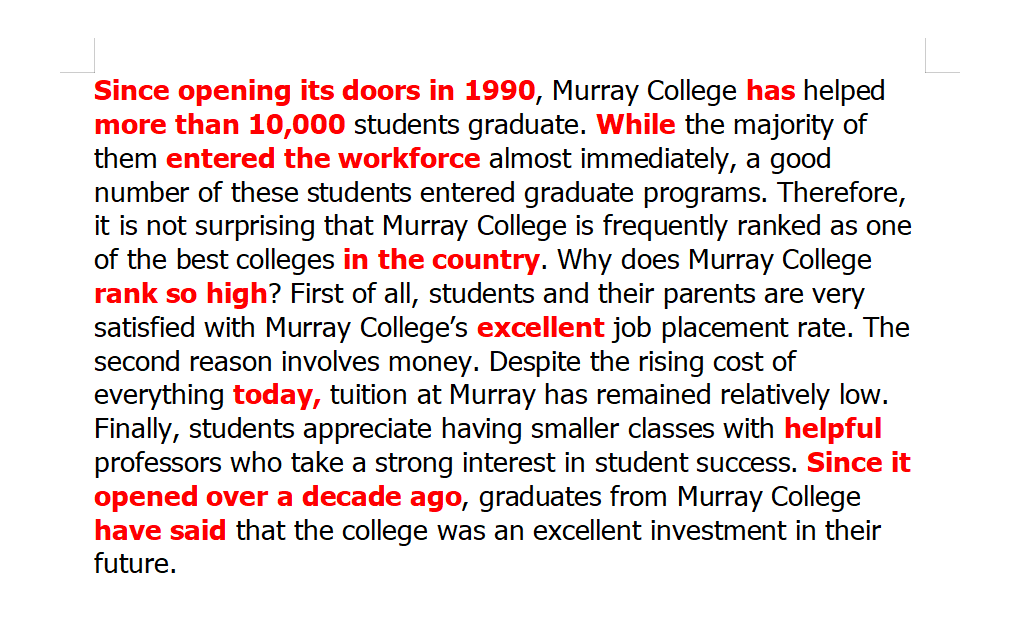 Since opening its doors in 1990, Murray College has helped
more than 10,000 students graduate. While the majority of
them entered the workforce almost immediately, a good
number of these students entered graduate programs. Therefore,
it is not surprising that Murray College is frequently ranked as one
of the best colleges in the country. Why does Murray College
rank so high? First of all, students and their parents are very
satisfied with Murray College’s excellent job placement rate. The
second reason involves money. Despite the rising cost of
everything today, tuition at Murray has remained relatively low.
Finally, students appreciate having smaller classes with helpful
professors who take a strong interest in student success. Since it
opened over a decade ago, graduates from Murray College
have said that the college was an excellent investment in their
future.